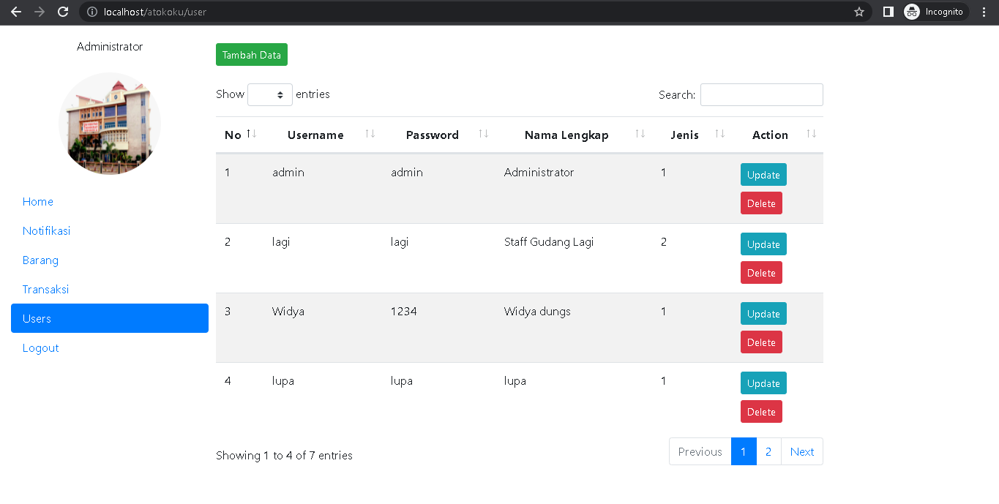 localhost/atokoku/user
Incognito
Administrator
Home
Notifikasi
Barang
Transaksi
Users
Logout
Tambah Data
Show entries
Search:
No Username Password Nama Lengkap Jenis Action
1 admin admin Administrator 1 Update
Delete
2 lagi lagi Staff Gudang Lagi 2 Update
Delete
3 Widya 1234 Widya dungs 1 Update
Delete
4 lupa lupa lupa 1 Update
Delete
Showing 1 to 4 of 7 entries
Previous 1 2 Next